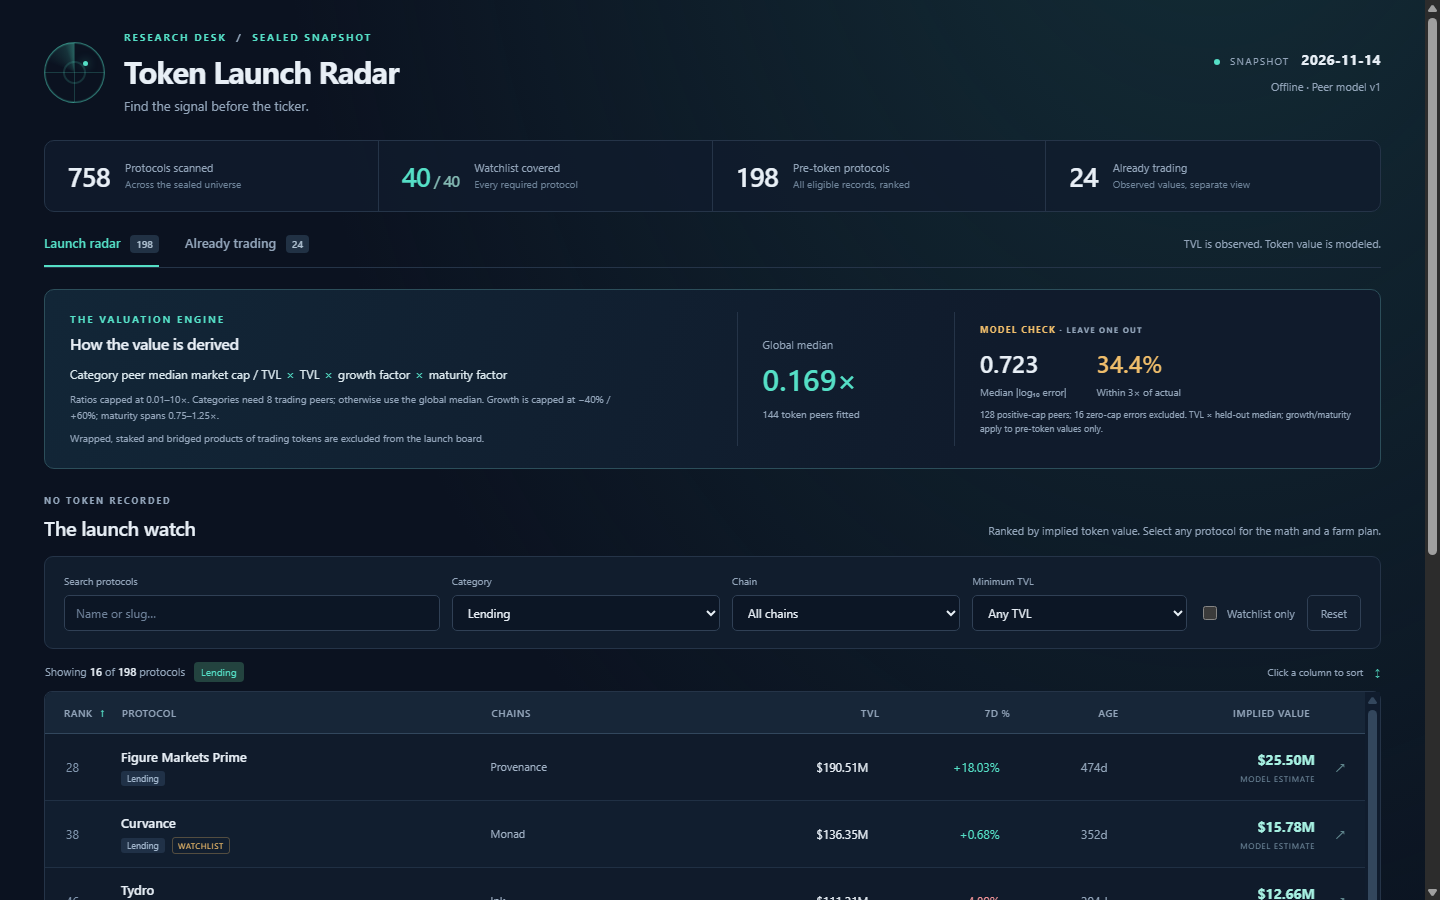 RESEARCH DESK / SEALED SNAPSHOT
Token Launch Radar
Find the signal before the ticker.
SNAPSHOT 2026-11-14
Offline · Peer model v1
758 Protocols scanned
Across the sealed universe
40 / 40 Watchlist covered
Every required protocol
198 Pre-token protocols
All eligible records, ranked
24 Already trading
Observed values, separate view
Launch radar 198 Already trading 24
TVL is observed. Token value is modeled.
THE VALUATION ENGINE
How the value is derived
Category peer median market cap / TVL × TVL × growth factor × maturity factor
Ratios capped at 0.01–10×. Categories need 8 trading peers; otherwise use the global median. Growth is capped at −40% /
+60%; maturity spans 0.75–1.25×.
Wrapped, staked and bridged products of trading tokens are excluded from the launch board.
Global median
0.169×
144 token peers fitted
MODEL CHECK · LEAVE ONE OUT
0.723 34.4%
Median |log₁₀ error| Within 3× of actual
128 positive-cap peers; 16 zero-cap errors excluded. TVL × held-out median; growth/maturity
apply to pre-token values only.
NO TOKEN RECORDED
The launch watch
Ranked by implied token value. Select any protocol for the math and a farm plan.
Search protocols Category Chain Minimum TVL
Name or slug... Lending All chains Any TVL Watchlist only Reset
Showing 16 of 198 protocols Lending
Click a column to sort ↕
RANK ↑ PROTOCOL CHAINS TVL 7D % AGE IMPLIED VALUE
28 Figure Markets Prime Provenance $190.51M +18.03% 474d $25.50M ↗
Lending MODEL ESTIMATE
38 Curvance Monad $136.35M +0.68% 352d $15.78M ↗
Lending WATCHLIST MODEL ESTIMATE
Tydro $12.66M